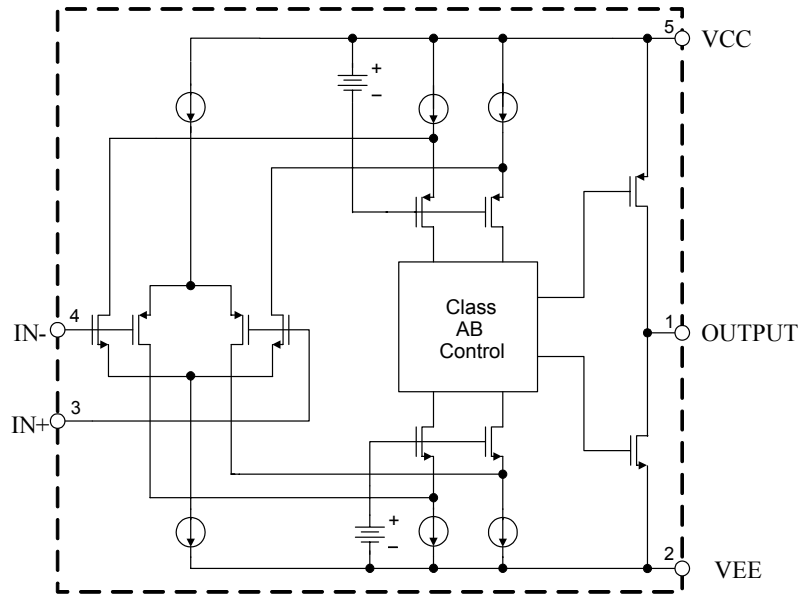 5 VCC
+
−
Class
AB
Control
4
IN-
1 OUTPUT
3
IN+
+
−
2 VEE